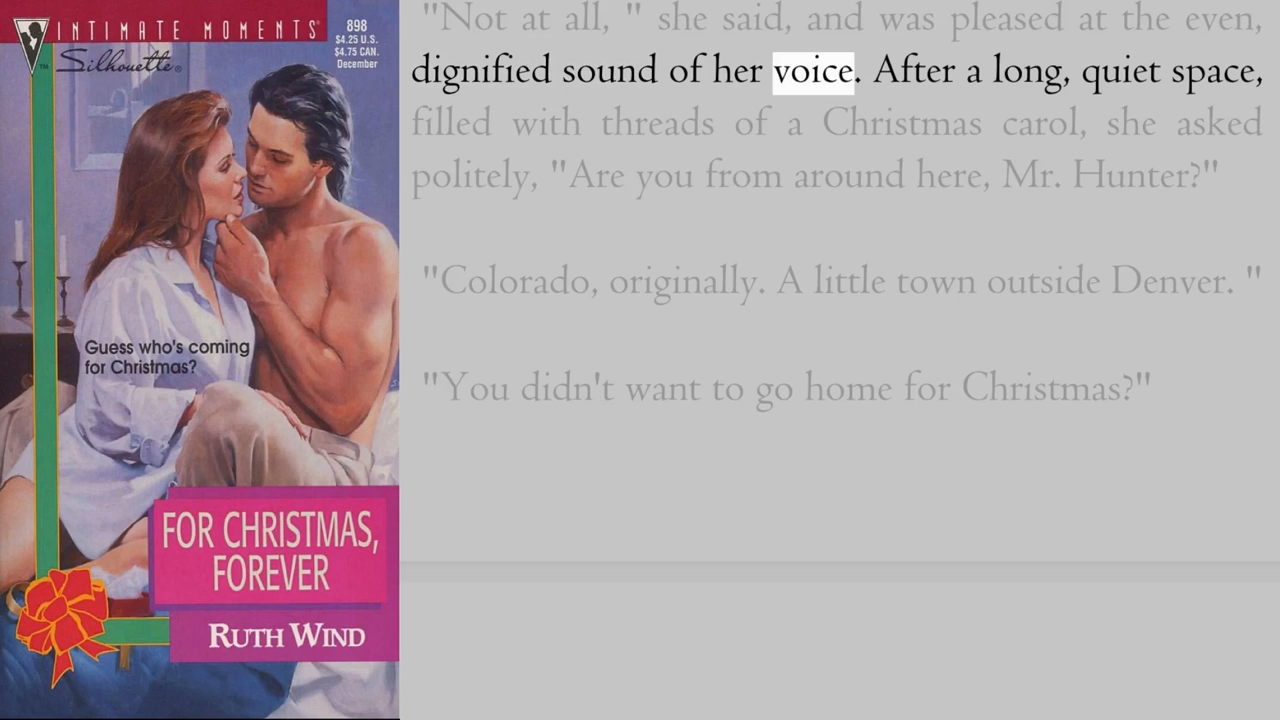 INTIMATE MOMENTS®
Silhouette®
TM
898
$4.25 U.S.
$4.75 CAN.
December
Guess who's coming
for Christmas?
FOR CHRISTMAS,
FOREVER
RUTH WIND
"Not at all, " she said, and was pleased at the even,
dignified sound of her voice. After a long, quiet space,
filled with threads of a Christmas carol, she asked
politely, "Are you from around here, Mr. Hunter?"
"Colorado, originally. A little town outside Denver. "
"You didn't want to go home for Christmas?"